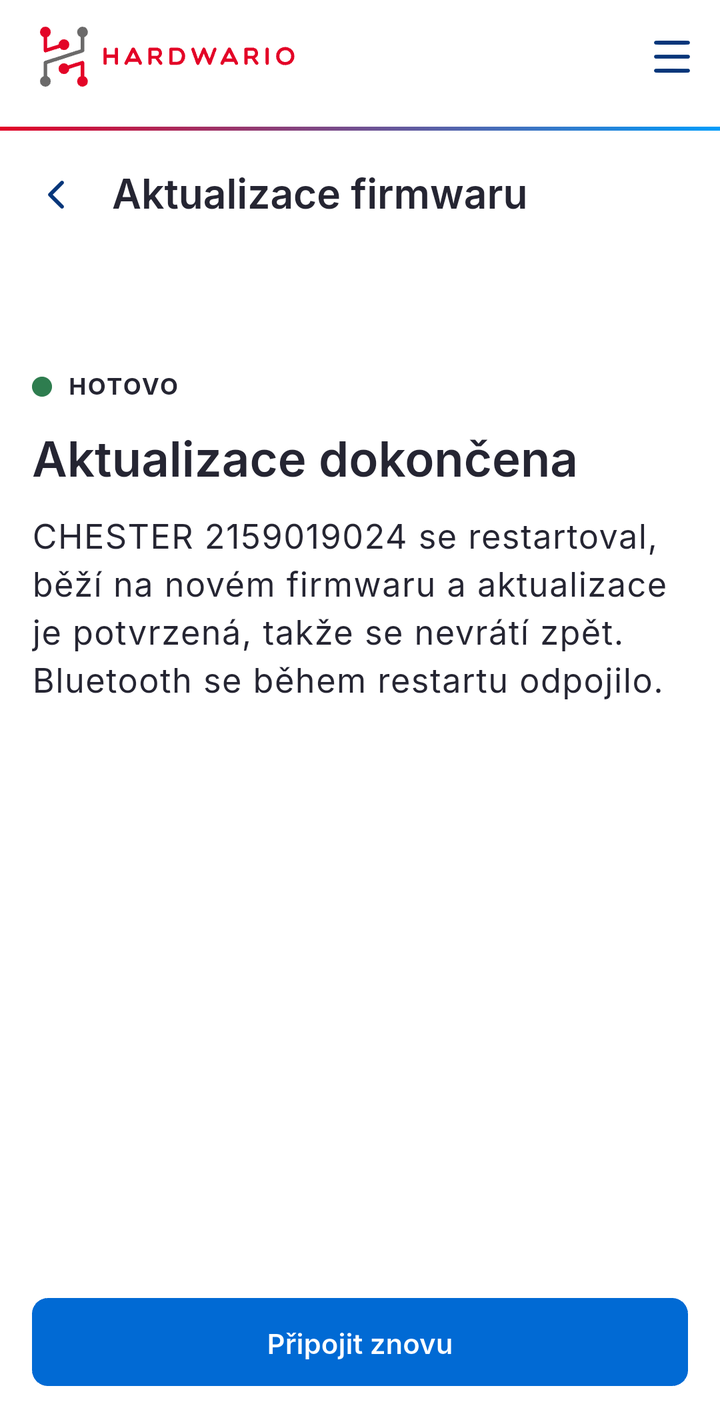 HARDWARIO
Aktualizace firmwaru
HOTOVO
Aktualizace dokončena
CHESTER 2159019024 se restartoval,
běží na novém firmwaru a aktualizace
je potvrzená, takže se nevrátí zpět.
Bluetooth se během restartu odpojilo.
Připojit znovu